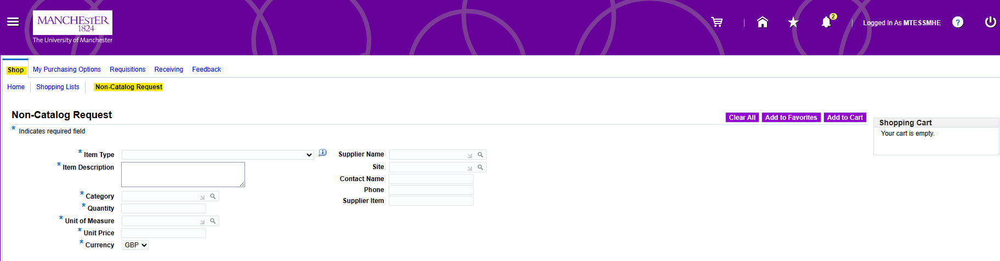 MANCHESTER
1824
The University of Manchester
2
Logged In As MTESSMHE
?
Shop My Purchasing Options Requisitions Receiving Feedback
Home Shopping Lists Non-Catalog Request
Non-Catalog Request
Clear All Add to Favorites Add to Cart
* Indicates required field
* Item Type
* Item Description
* Category
* Quantity
* Unit of Measure
* Unit Price
* Currency GBP
Supplier Name
Site
Contact Name
Phone
Supplier Item
Shopping Cart
Your cart is empty.